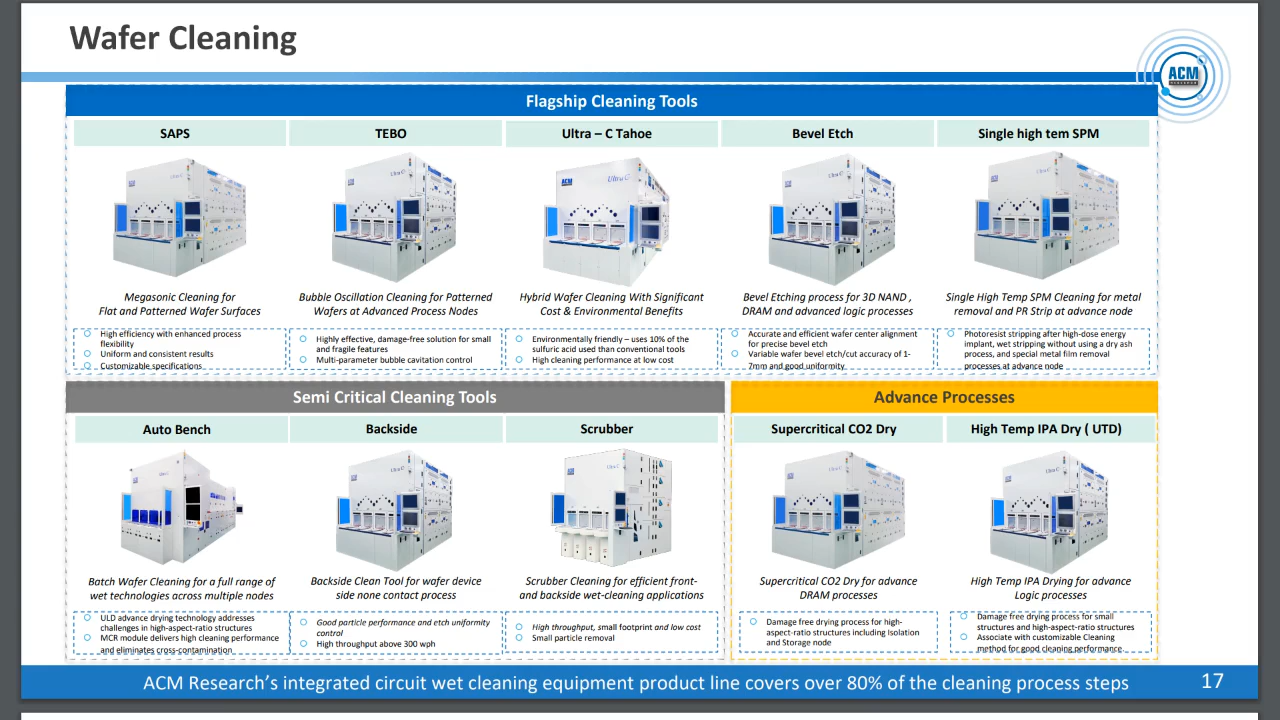 Wafer Cleaning
ACM
RESEARCH
Flagship Cleaning Tools
SAPS
TEBO
Ultra – C Tahoe
Bevel Etch
Single high tem SPM
Megasonic Cleaning for
Flat and Patterned Wafer Surfaces
Bubble Oscillation Cleaning for Patterned
Wafers at Advanced Process Nodes
Hybrid Wafer Cleaning With Significant
Cost & Environmental Benefits
Bevel Etching process for 3D NAND ,
DRAM and advanced logic processes
Single High Temp SPM Cleaning for metal
removal and PR Strip at advance node
High efficiency with enhanced process
flexibility
Uniform and consistent results
Customizable specifications
Highly effective, damage-free solution for small
and fragile features
Multi-parameter bubble cavitation control
Environmentally friendly – uses 10% of the
sulfuric acid used than conventional tools
High cleaning performance at low cost
Accurate and efficient wafer center alignment
for precise bevel etch
Variable wafer bevel etch/cut accuracy of 1-
7mm and good uniformity
Photoresist stripping after high-dose energy
implant, wet stripping without using a dry ash
process, and special metal film removal
processes at advance node
Semi Critical Cleaning Tools
Auto Bench
Backside
Scrubber
Batch Wafer Cleaning for a full range of
wet technologies across multiple nodes
Backside Clean Tool for wafer device
side none contact process
Scrubber Cleaning for efficient front-
and backside wet-cleaning applications
ULD advance drying technology addresses
challenges in high-aspect-ratio structures
MCR module delivers high cleaning performance
and eliminates cross-contamination
Good particle performance and etch uniformity
control
High throughput above 300 wph
High throughput, small footprint and low cost
Small particle removal
Advance Processes
Supercritical CO2 Dry
High Temp IPA Dry ( UTD)
Supercritical CO2 Dry for advance
DRAM processes
High Temp IPA Drying for advance
Logic processes
Damage free drying process for high-
aspect-ratio structures including Isolation
and Storage node
Damage free drying process for small
structures and high-aspect-ratio structures
Associate with customizable Cleaning
method for good cleaning performance.
ACM Research’s integrated circuit wet cleaning equipment product line covers over 80% of the cleaning process steps
17